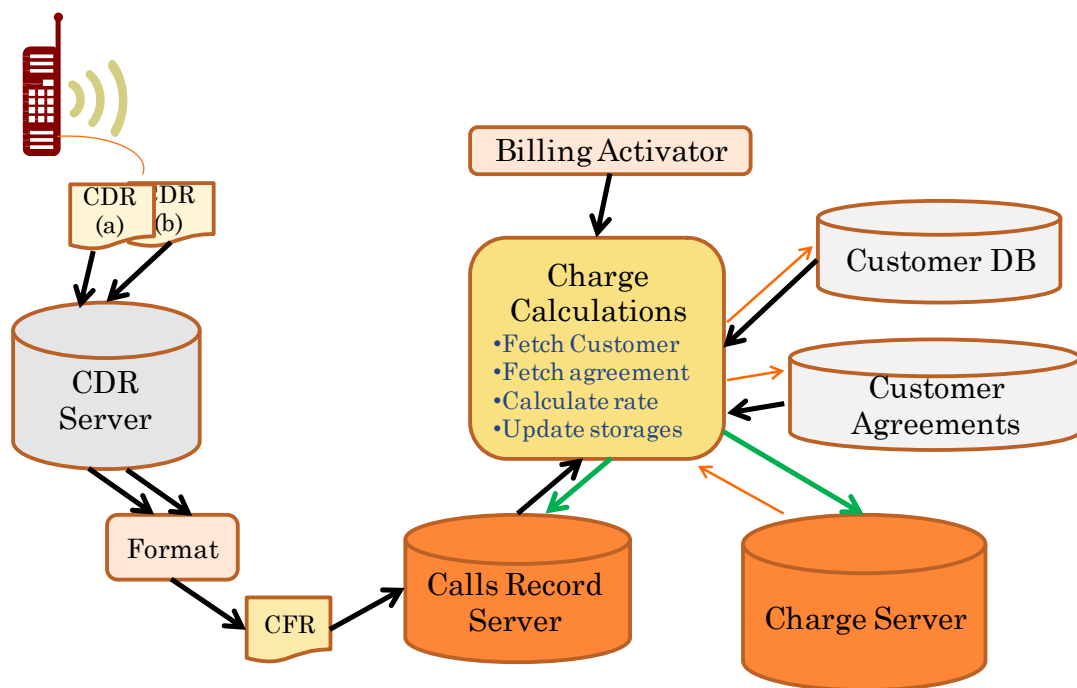 Billing Activator
CDR
(a)
CDR
(b)
Charge
Calculations
•Fetch Customer
•Fetch agreement
•Calculate rate
•Update storages
Customer DB
Customer
Agreements
CDR
Server
Format
CFR
Calls Record
Server
Charge Server